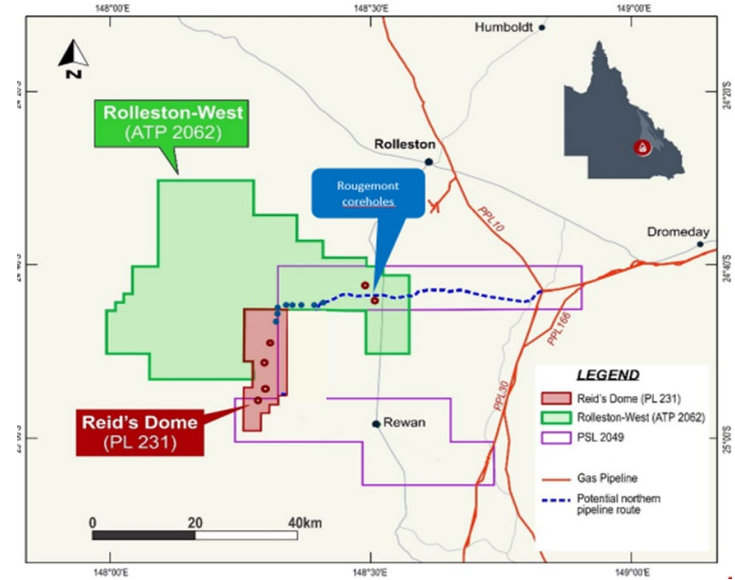 148°00'E
148°30'E
149°00'E
Humboldt
24°20'S
Rolleston-West
(ATP 2062)
Rolleston
Rougemont
coreholes
PPL10
Dromeday
24°40'S
PPL166
LEGEND
Reid's Dome (PL 231)
Rolleston-West (ATP 2062)
PSL 2049
Gas Pipeline
Potential northern
pipeline route
PPL30
Reid's Dome
(PL 231)
Rewan
25°00'S
N
0 20 40km
148°00'E
148°30'E
149°00'E